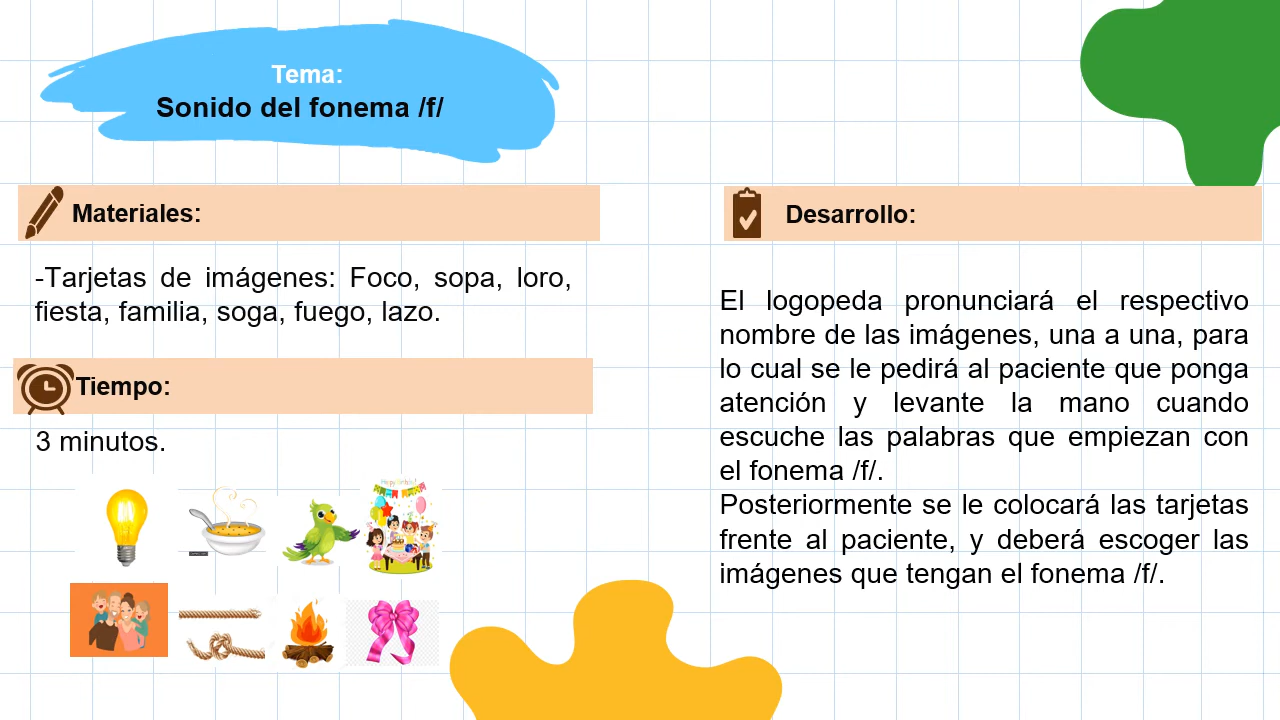 Tema:
Sonido del fonema /f/
Materiales:
-Tarjetas de imágenes: Foco, sopa, loro,
fiesta, familia, soga, fuego, lazo.
Tiempo:
3 minutos.
Desarrollo:
El logopeda pronunciará el respectivo
nombre de las imágenes, una a una, para
lo cual se le pedirá al paciente que ponga
atención y levante la mano cuando
escuche las palabras que empiezan con
el fonema /f/.
Posteriormente se le colocará las tarjetas
frente al paciente, y deberá escoger las
imágenes que tengan el fonema /f/.